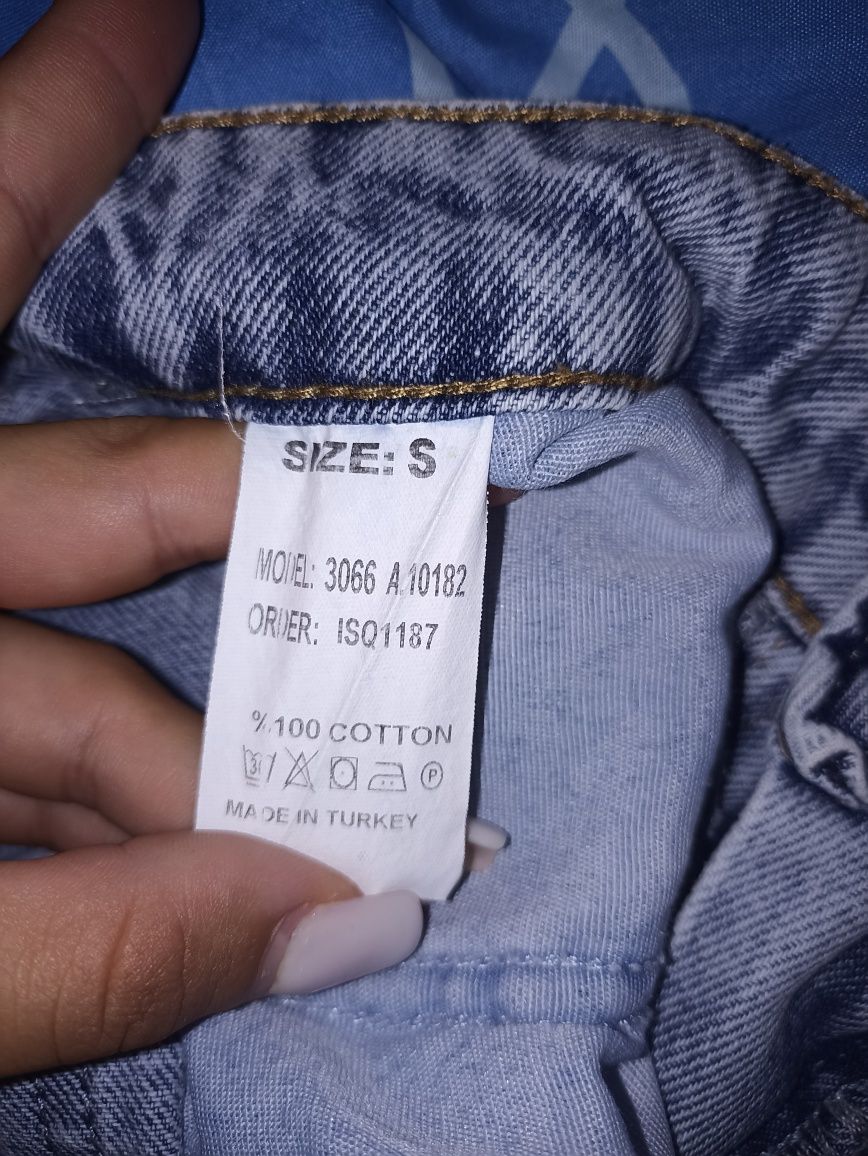 SIZE: S
MODEL: 3066 A.10182
ORDER: ISQ1187
%100 COTTON
P
MADE IN TURKEY